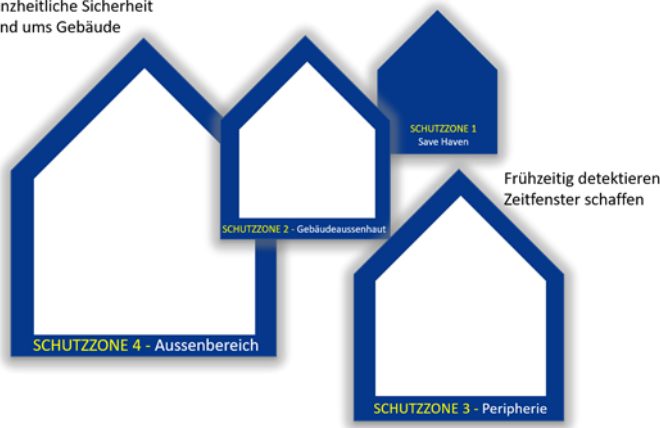 nzheitliche Sicherheit
nd ums Gebäude
SCHUTZZONE 1
Save Haven
Frühzeitig detektieren
Zeitfenster schaffen
SCHUTZZONE 2 - Gebäudeaussenhaut
SCHUTZZONE 4 - Aussenbereich
SCHUTZZONE 3 - Peripherie